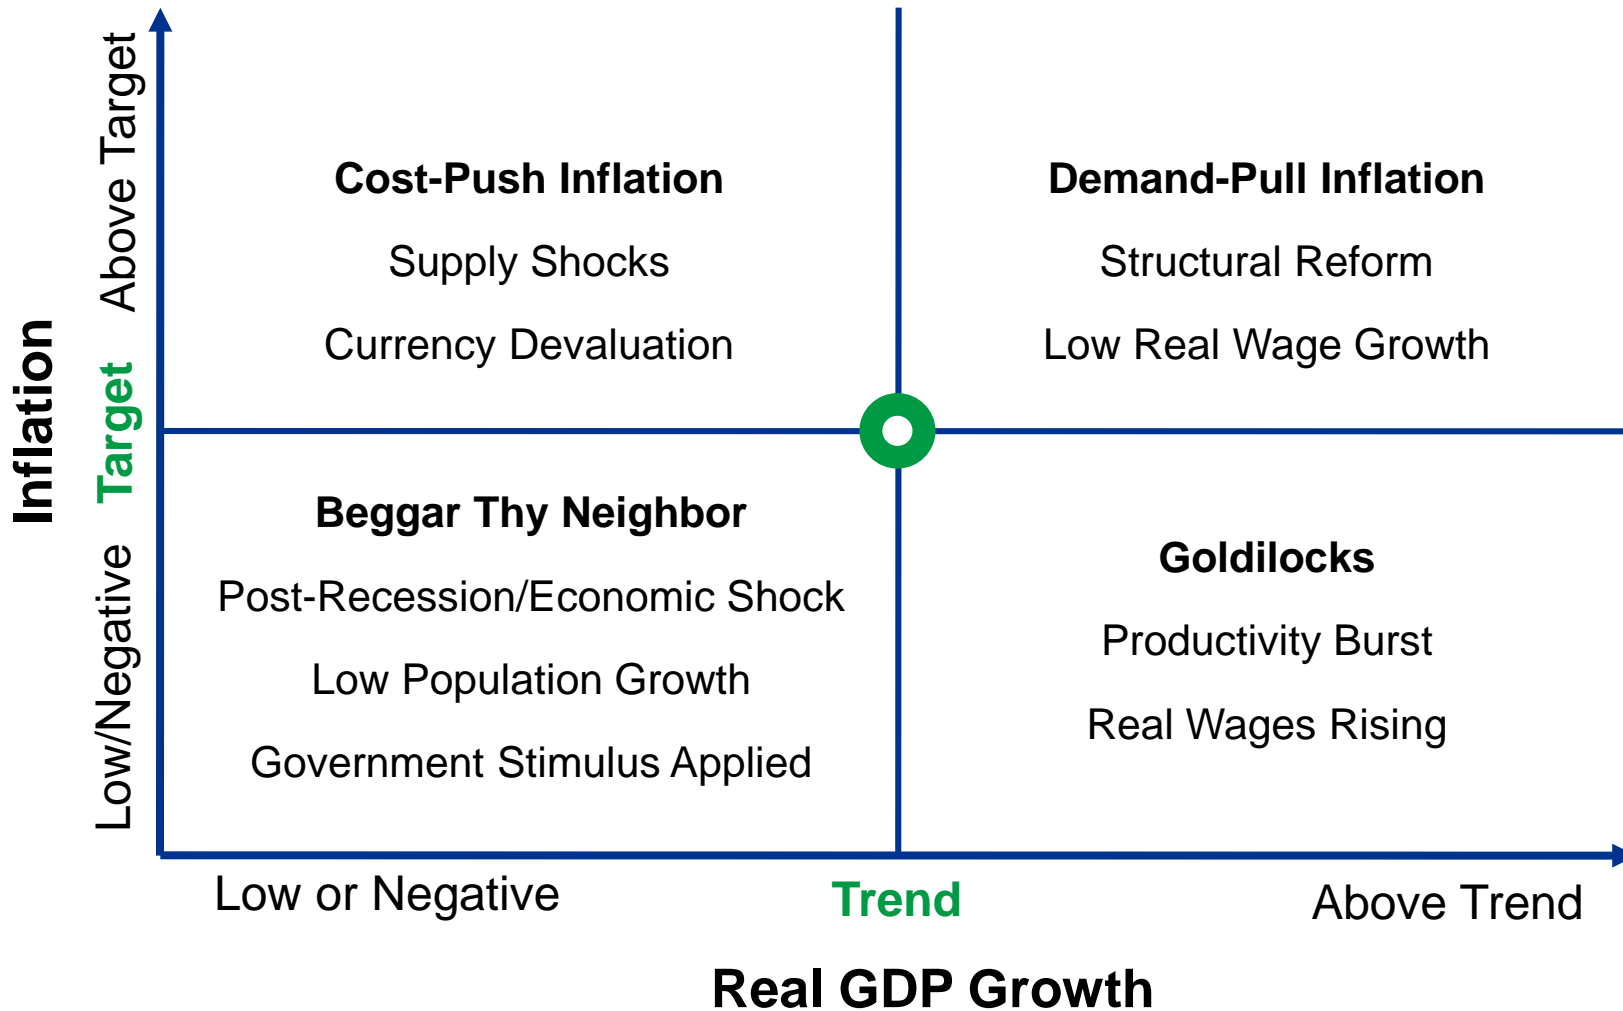 Inflation
Above Target
Target
Low/Negative
Cost-Push Inflation
Supply Shocks
Currency Devaluation
Demand-Pull Inflation
Structural Reform
Low Real Wage Growth
Beggar Thy Neighbor
Post-Recession/Economic Shock
Low Population Growth
Government Stimulus Applied
Goldilocks
Productivity Burst
Real Wages Rising
Low or Negative
Trend
Above Trend
Real GDP Growth